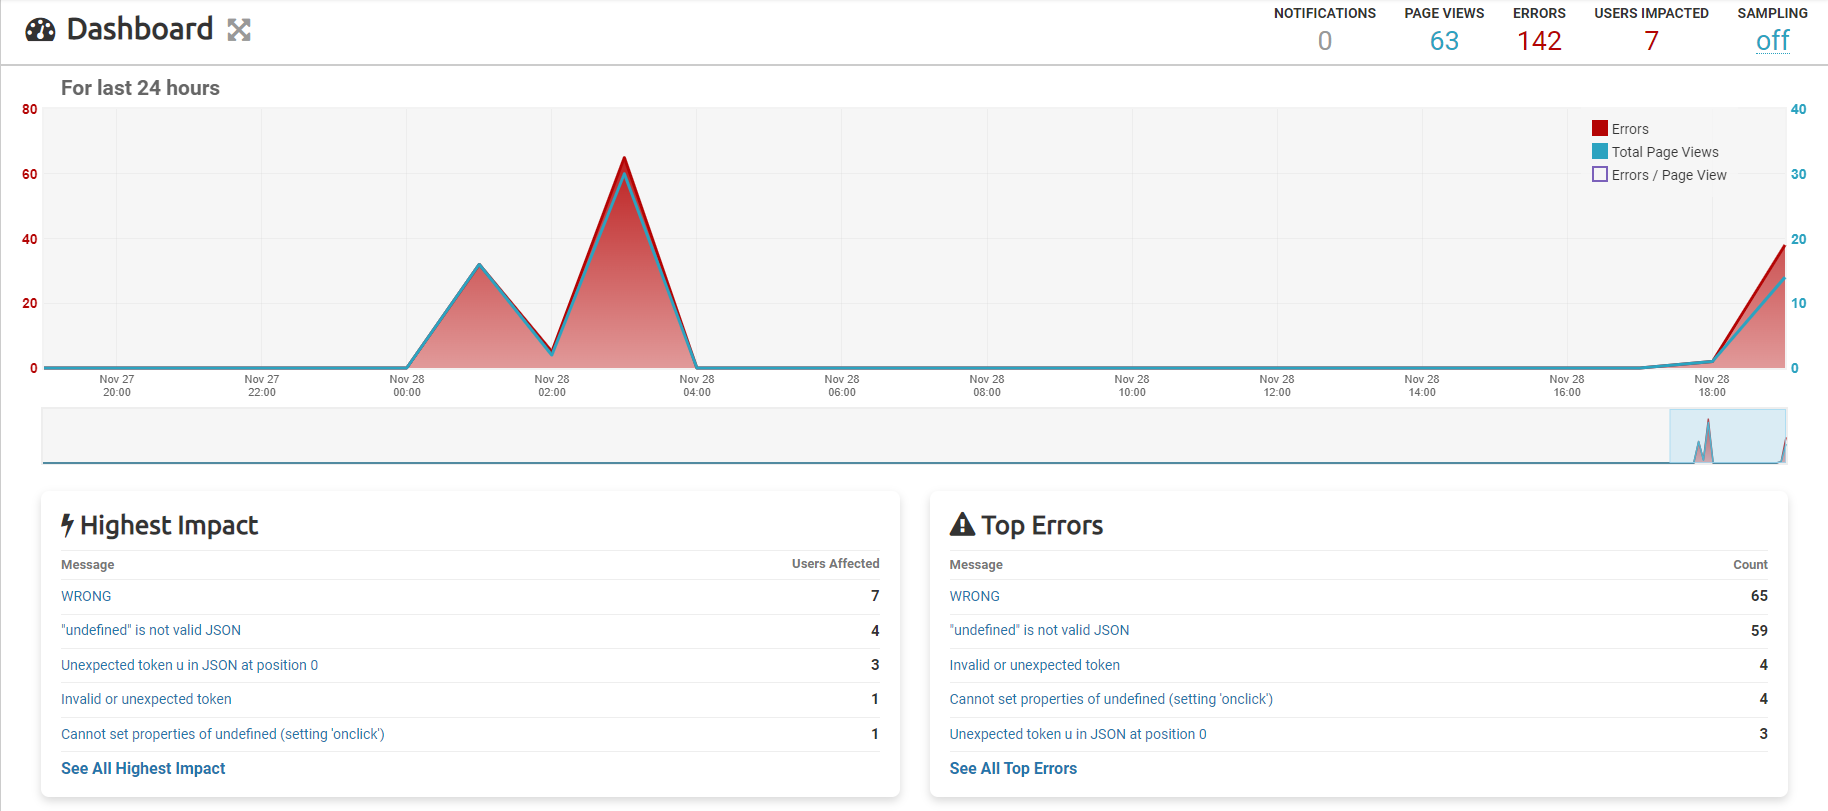 Dashboard
NOTIFICATIONS PAGE VIEWS ERRORS USERS IMPACTED SAMPLING
0 63 142 7 off
For last 24 hours
80 40
Errors
Total Page Views
60 30
Errors / Page View
40 20
20 10
0 0
Nov 27 Nov 27 Nov 28 Nov 28 Nov 28 Nov 28 Nov 28 Nov 28 Nov 28 Nov 28 Nov 28 Nov 28
20:00 22:00 00:00 02:00 04:00 06:00 08:00 10:00 12:00 14:00 16:00 18:00
Highest Impact
Message Users Affected
WRONG 7
"undefined" is not valid JSON 4
Unexpected token u in JSON at position 0 3
Invalid or unexpected token 1
Cannot set properties of undefined (setting 'onclick') 1
See All Highest Impact
Top Errors
Message Count
WRONG 65
"undefined" is not valid JSON 59
Invalid or unexpected token 4
Cannot set properties of undefined (setting 'onclick') 4
Unexpected token u in JSON at position 0 3
See All Top Errors